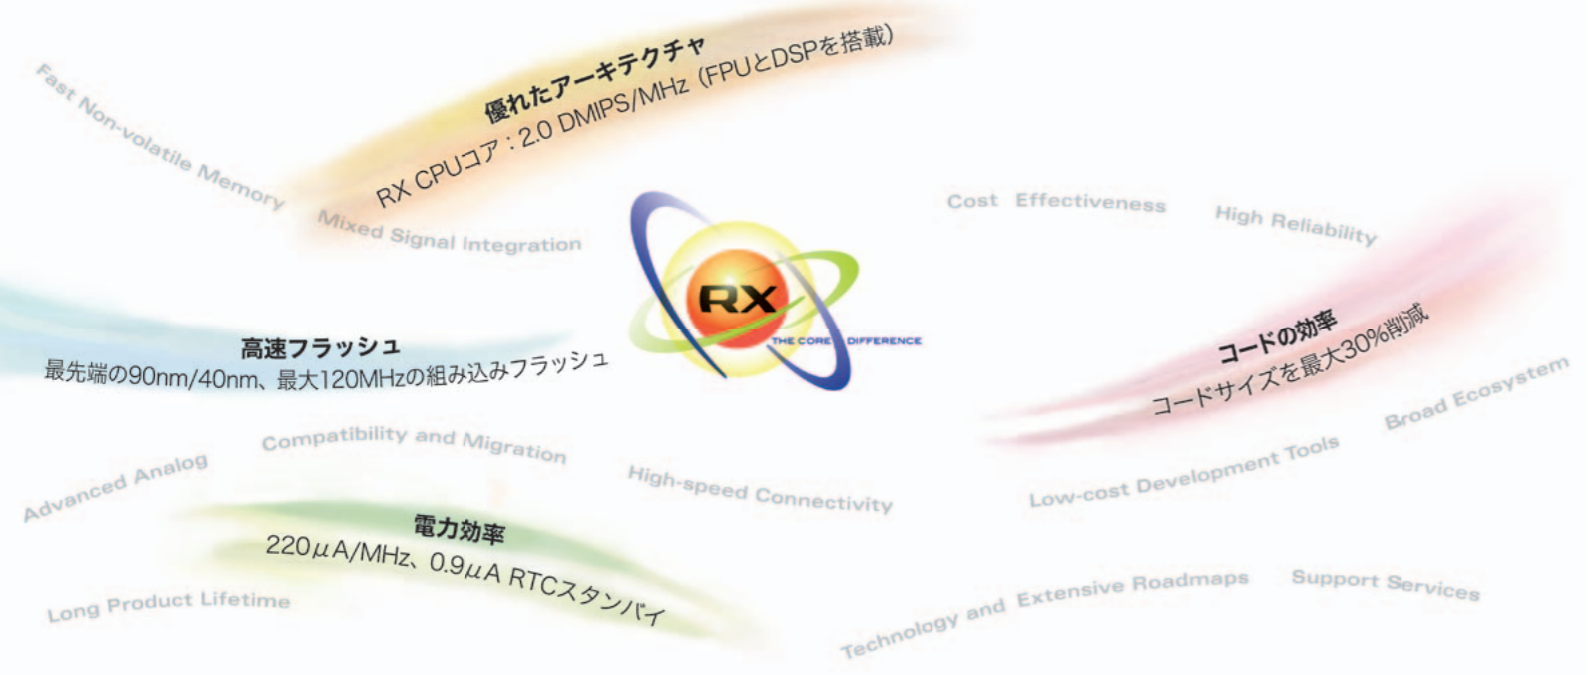 優れたアーキテクチャ
RX CPUコア：2.0 DMIPS/MHz（FPUとDSPを搭載）
Fast Non-volatile Memory
Mixed Signal Integration
Cost Effectiveness
High Reliability
RX
THE CORE DIFFERENCE
高速フラッシュ
最先端の90nm/40nm、最大120MHzの組み込みフラッシュ
コードの効率
コードサイズを最大30%削減
Broad Ecosystem
Compatibility and Migration
Advanced Analog
High-speed Connectivity
Low-cost Development Tools
電力効率
220μA/MHz、0.9μA RTCスタンバイ
Long Product Lifetime
Technology and Extensive Roadmaps
Support Services